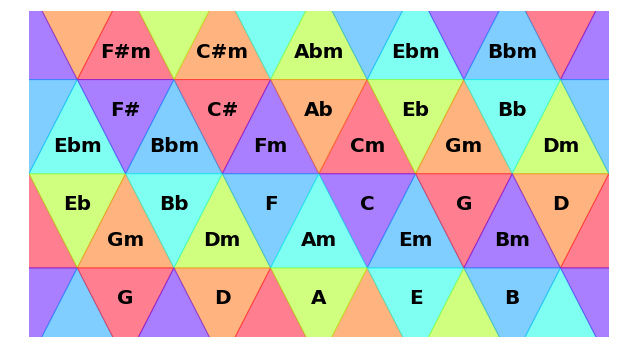 F#m C#m Abm Ebm Bbm
F# C# Ab Eb Bb
Ebm Bbm Fm Cm Gm Dm
Eb Bb F C G D
Gm Dm Am Em Bm
G D A E B